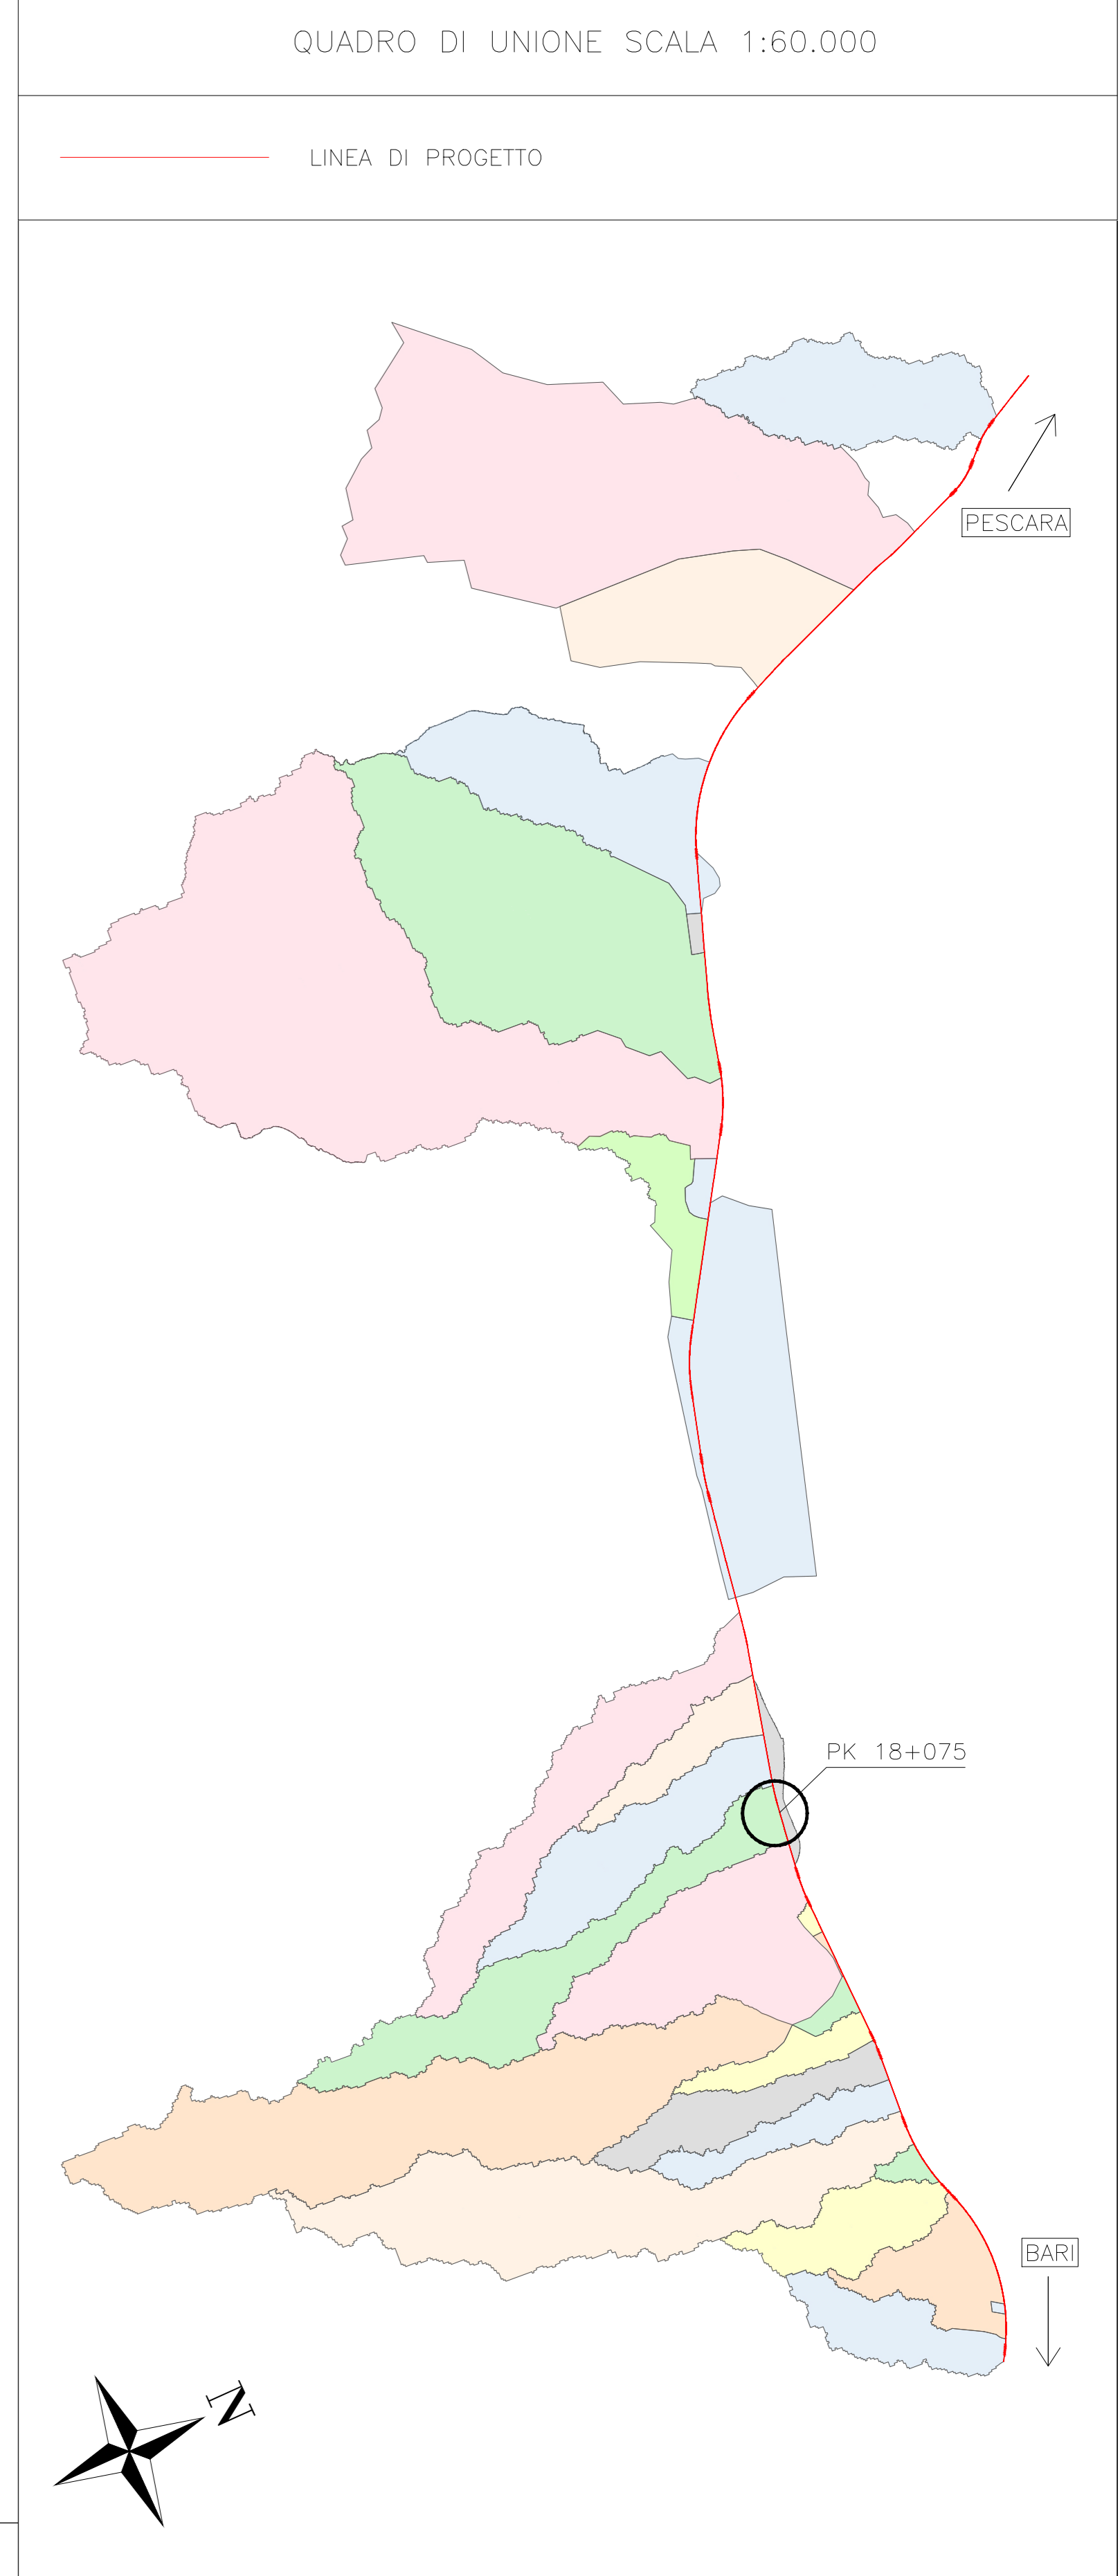 QUADRO DI UNIONE SCALA 1:60.000
LINEA DI PROGETTO
PESCARA
PK 18+075
BARI
N